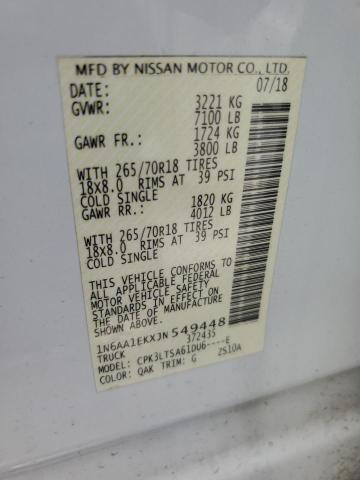 MFD BY NISSAN MOTOR CO., LTD.
DATE: 07/18
GVWR: 3221 KG
7100 LB
GAWR FR.: 1724 KG
3800 LB
WITH 265/70R18 TIRES
18X8.0 RIMS AT 39 PSI
COLD SINGLE
GAWR RR.: 1820 KG
4012 LB
WITH 265/70R18 TIRES
18X8.0 RIMS AT 39 PSI
COLD SINGLE
THIS VEHICLE CONFORMS TO
ALL APPLICABLE FEDERAL
MOTOR VEHICLE SAFETY
STANDARDS IN EFFECT ON
THE DATE OF MANUFACTURE
SHOWN ABOVE.
1N6AA1EKXJN549448
TRUCK 372435
MODEL: CPK3LTSA61DU6----E
COLOR: QAK TRIM: G ZS10A